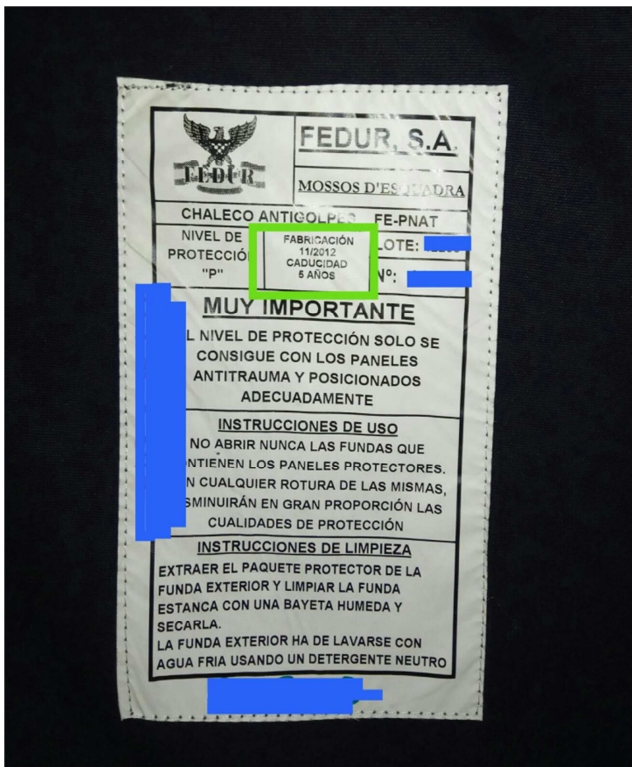 FEDUR
FEDUR, S.A.
MOSSOS D'ESQUADRA
CHALECO ANTIGOLPES FE-PNAT
NIVEL DE
PROTECCIÓN
"P"
FABRICACIÓN
11/2012
CADUCIDAD
5 AÑOS
LOTE:
Nº:
MUY IMPORTANTE
L NIVEL DE PROTECCIÓN SOLO SE
CONSIGUE CON LOS PANELES
ANTITRAUMA Y POSICIONADOS
ADECUADAMENTE
INSTRUCCIONES DE USO
NO ABRIR NUNCA LAS FUNDAS QUE
NTIENEN LOS PANELES PROTECTORES.
N CUALQUIER ROTURA DE LAS MISMAS,
SMINUIRÁN EN GRAN PROPORCIÓN LAS
CUALIDADES DE PROTECCIÓN
INSTRUCCIONES DE LIMPIEZA
EXTRAER EL PAQUETE PROTECTOR DE LA
FUNDA EXTERIOR Y LIMPIAR LA FUNDA
ESTANCA CON UNA BAYETA HUMEDA Y
SECARLA.
LA FUNDA EXTERIOR HA DE LAVARSE CON
AGUA FRIA USANDO UN DETERGENTE NEUTRO